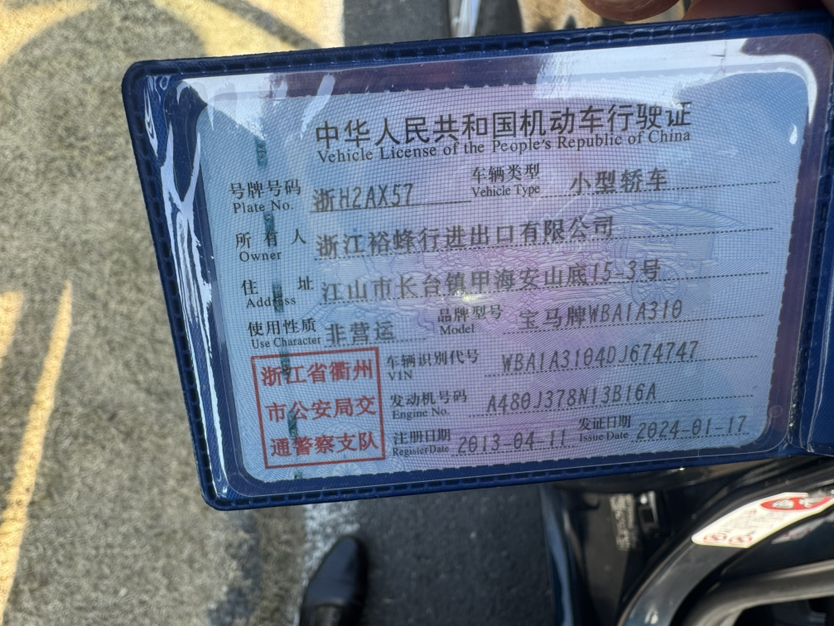 中华人民共和国机动车行驶证
Vehicle License of the People's Republic of China
号牌号码 Plate No. 浙H2AX57 车辆类型 Vehicle Type 小型轿车
所有人 Owner 浙江裕蜂行进出口有限公司
住址 Address 江山市长台镇甲海安山底15-3号
使用性质 Use Character 非营运 品牌型号 Model 宝马牌WBA1A310
浙江省衢州
市公安局交
通警察支队
车辆识别代号 VIN WBA1A3104DJ674747
发动机号码 Engine No. A480J378N13B16A
注册日期 Register Date 2013-04-11 发证日期 Issue Date 2024-01-17